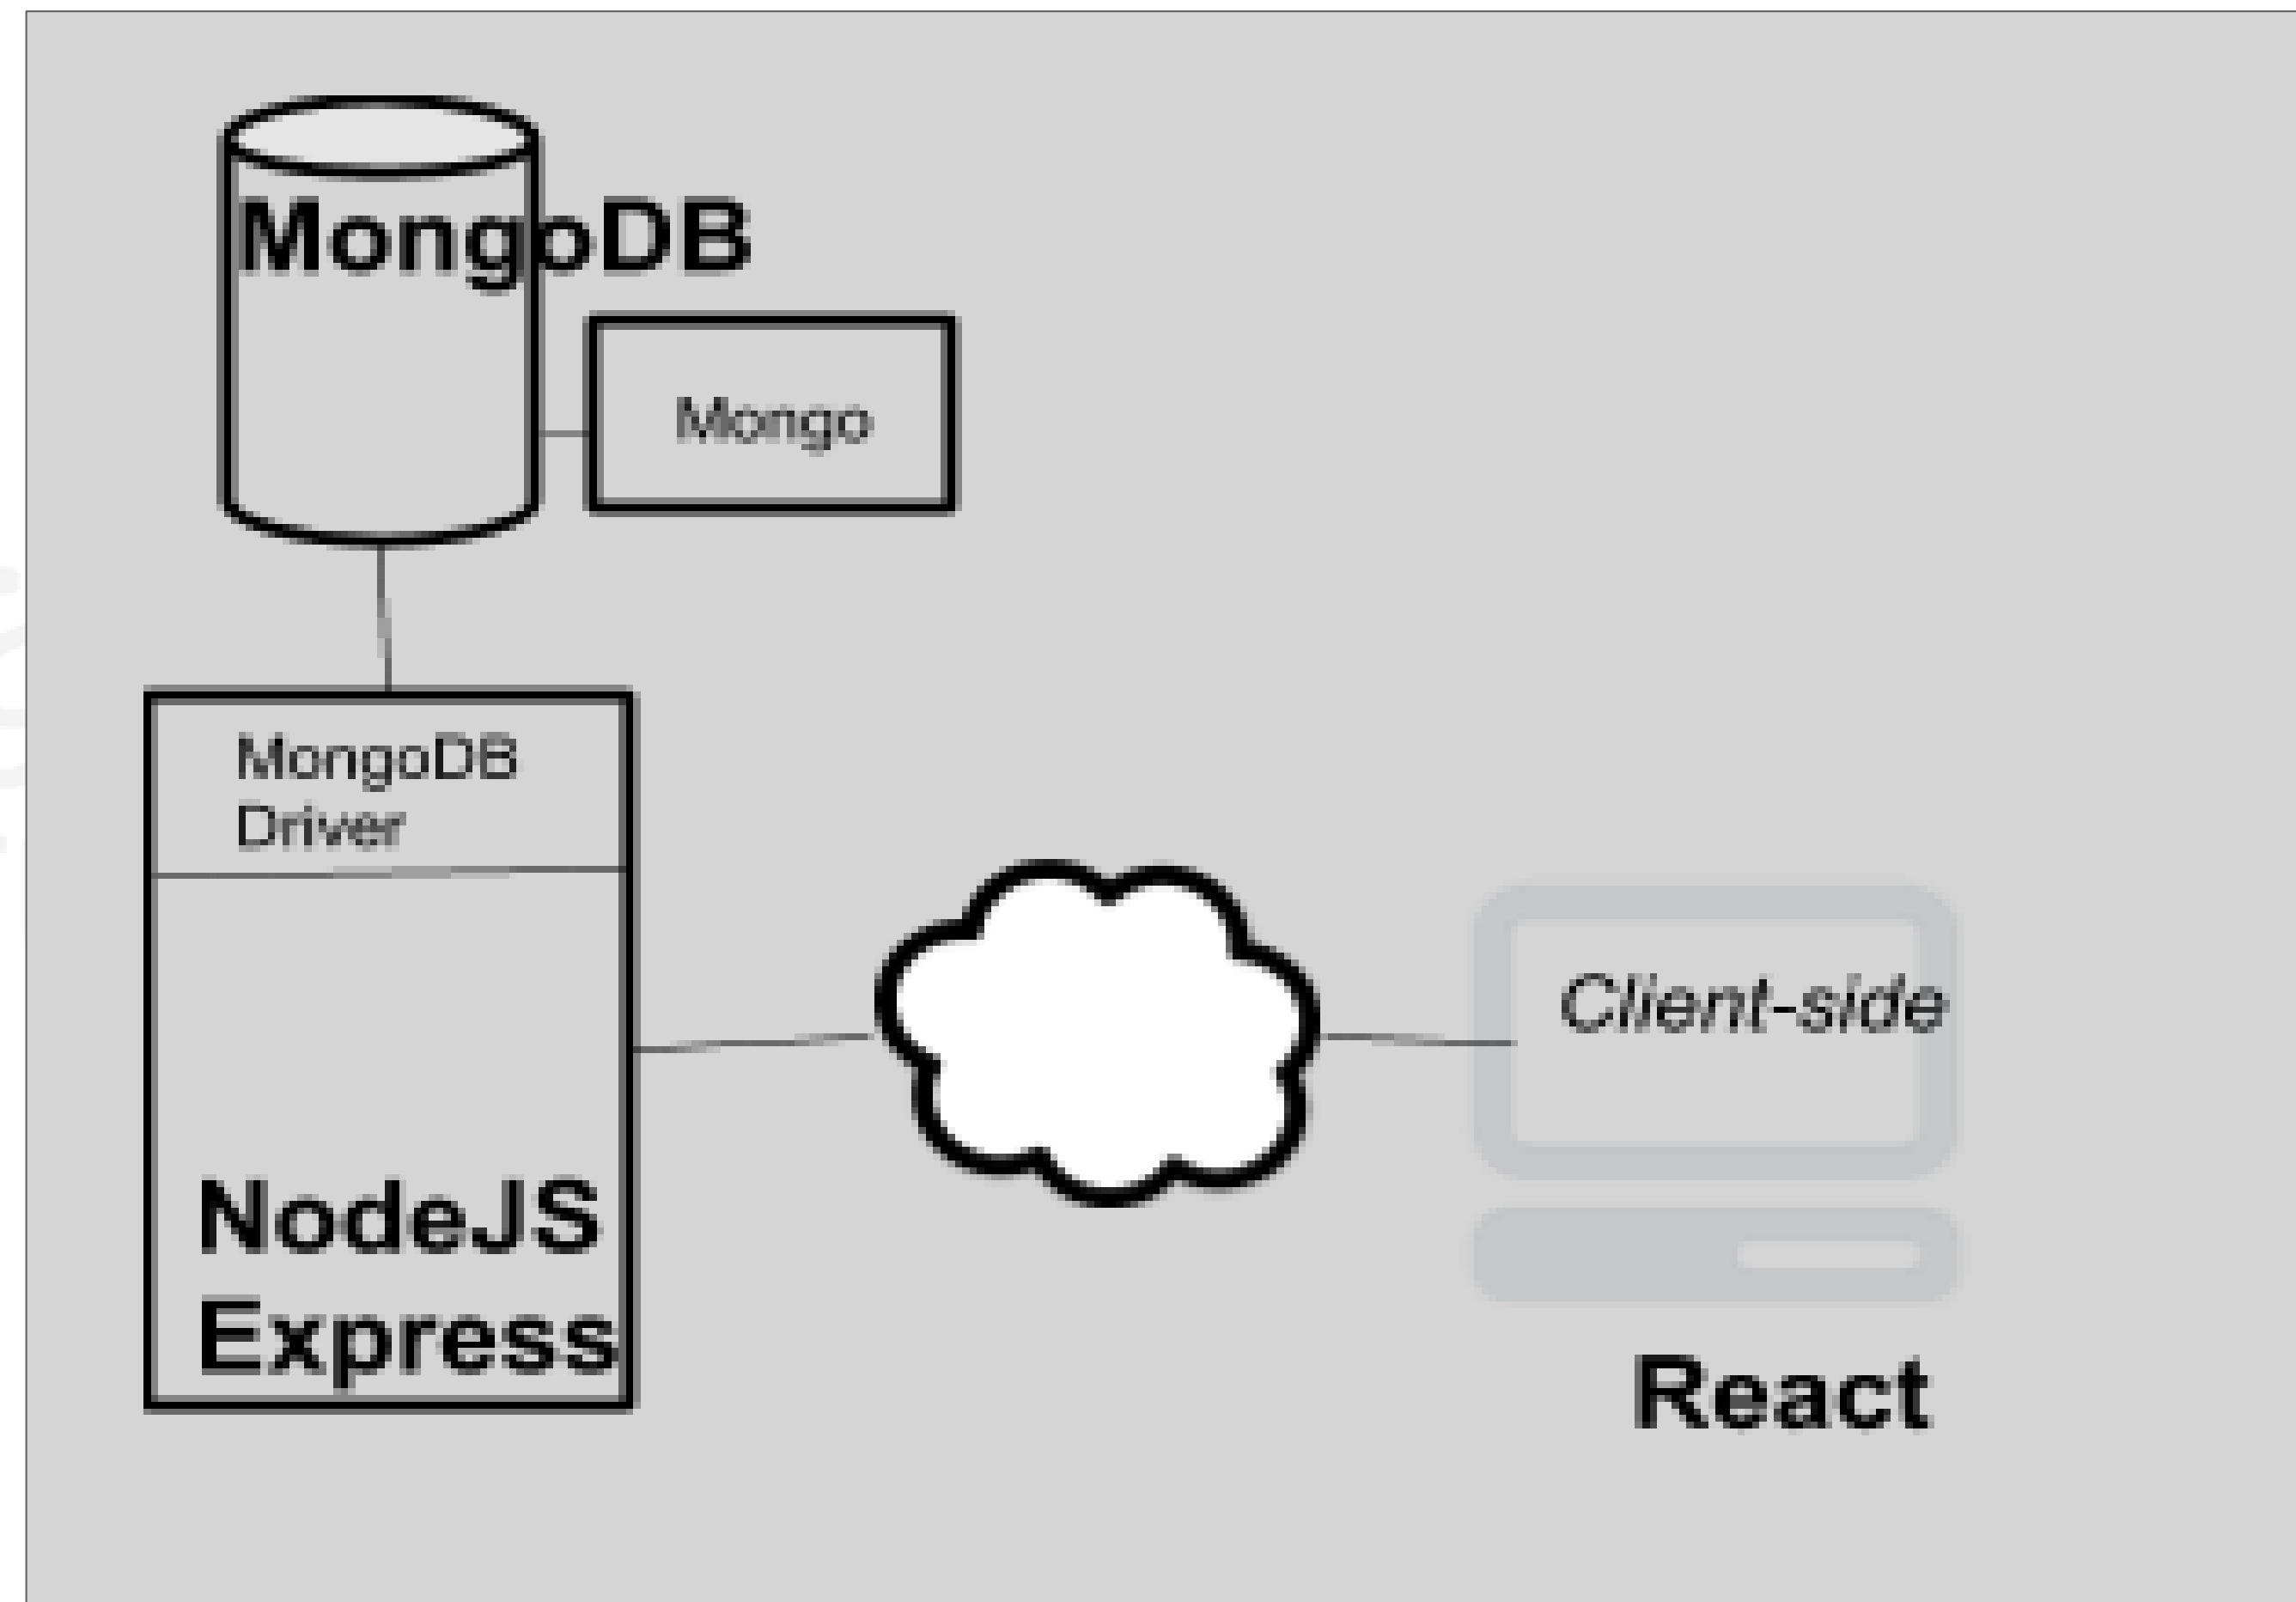 MongoDB
Mongo
MongoDB
Driver
Client-side
NodeJS
Express
React